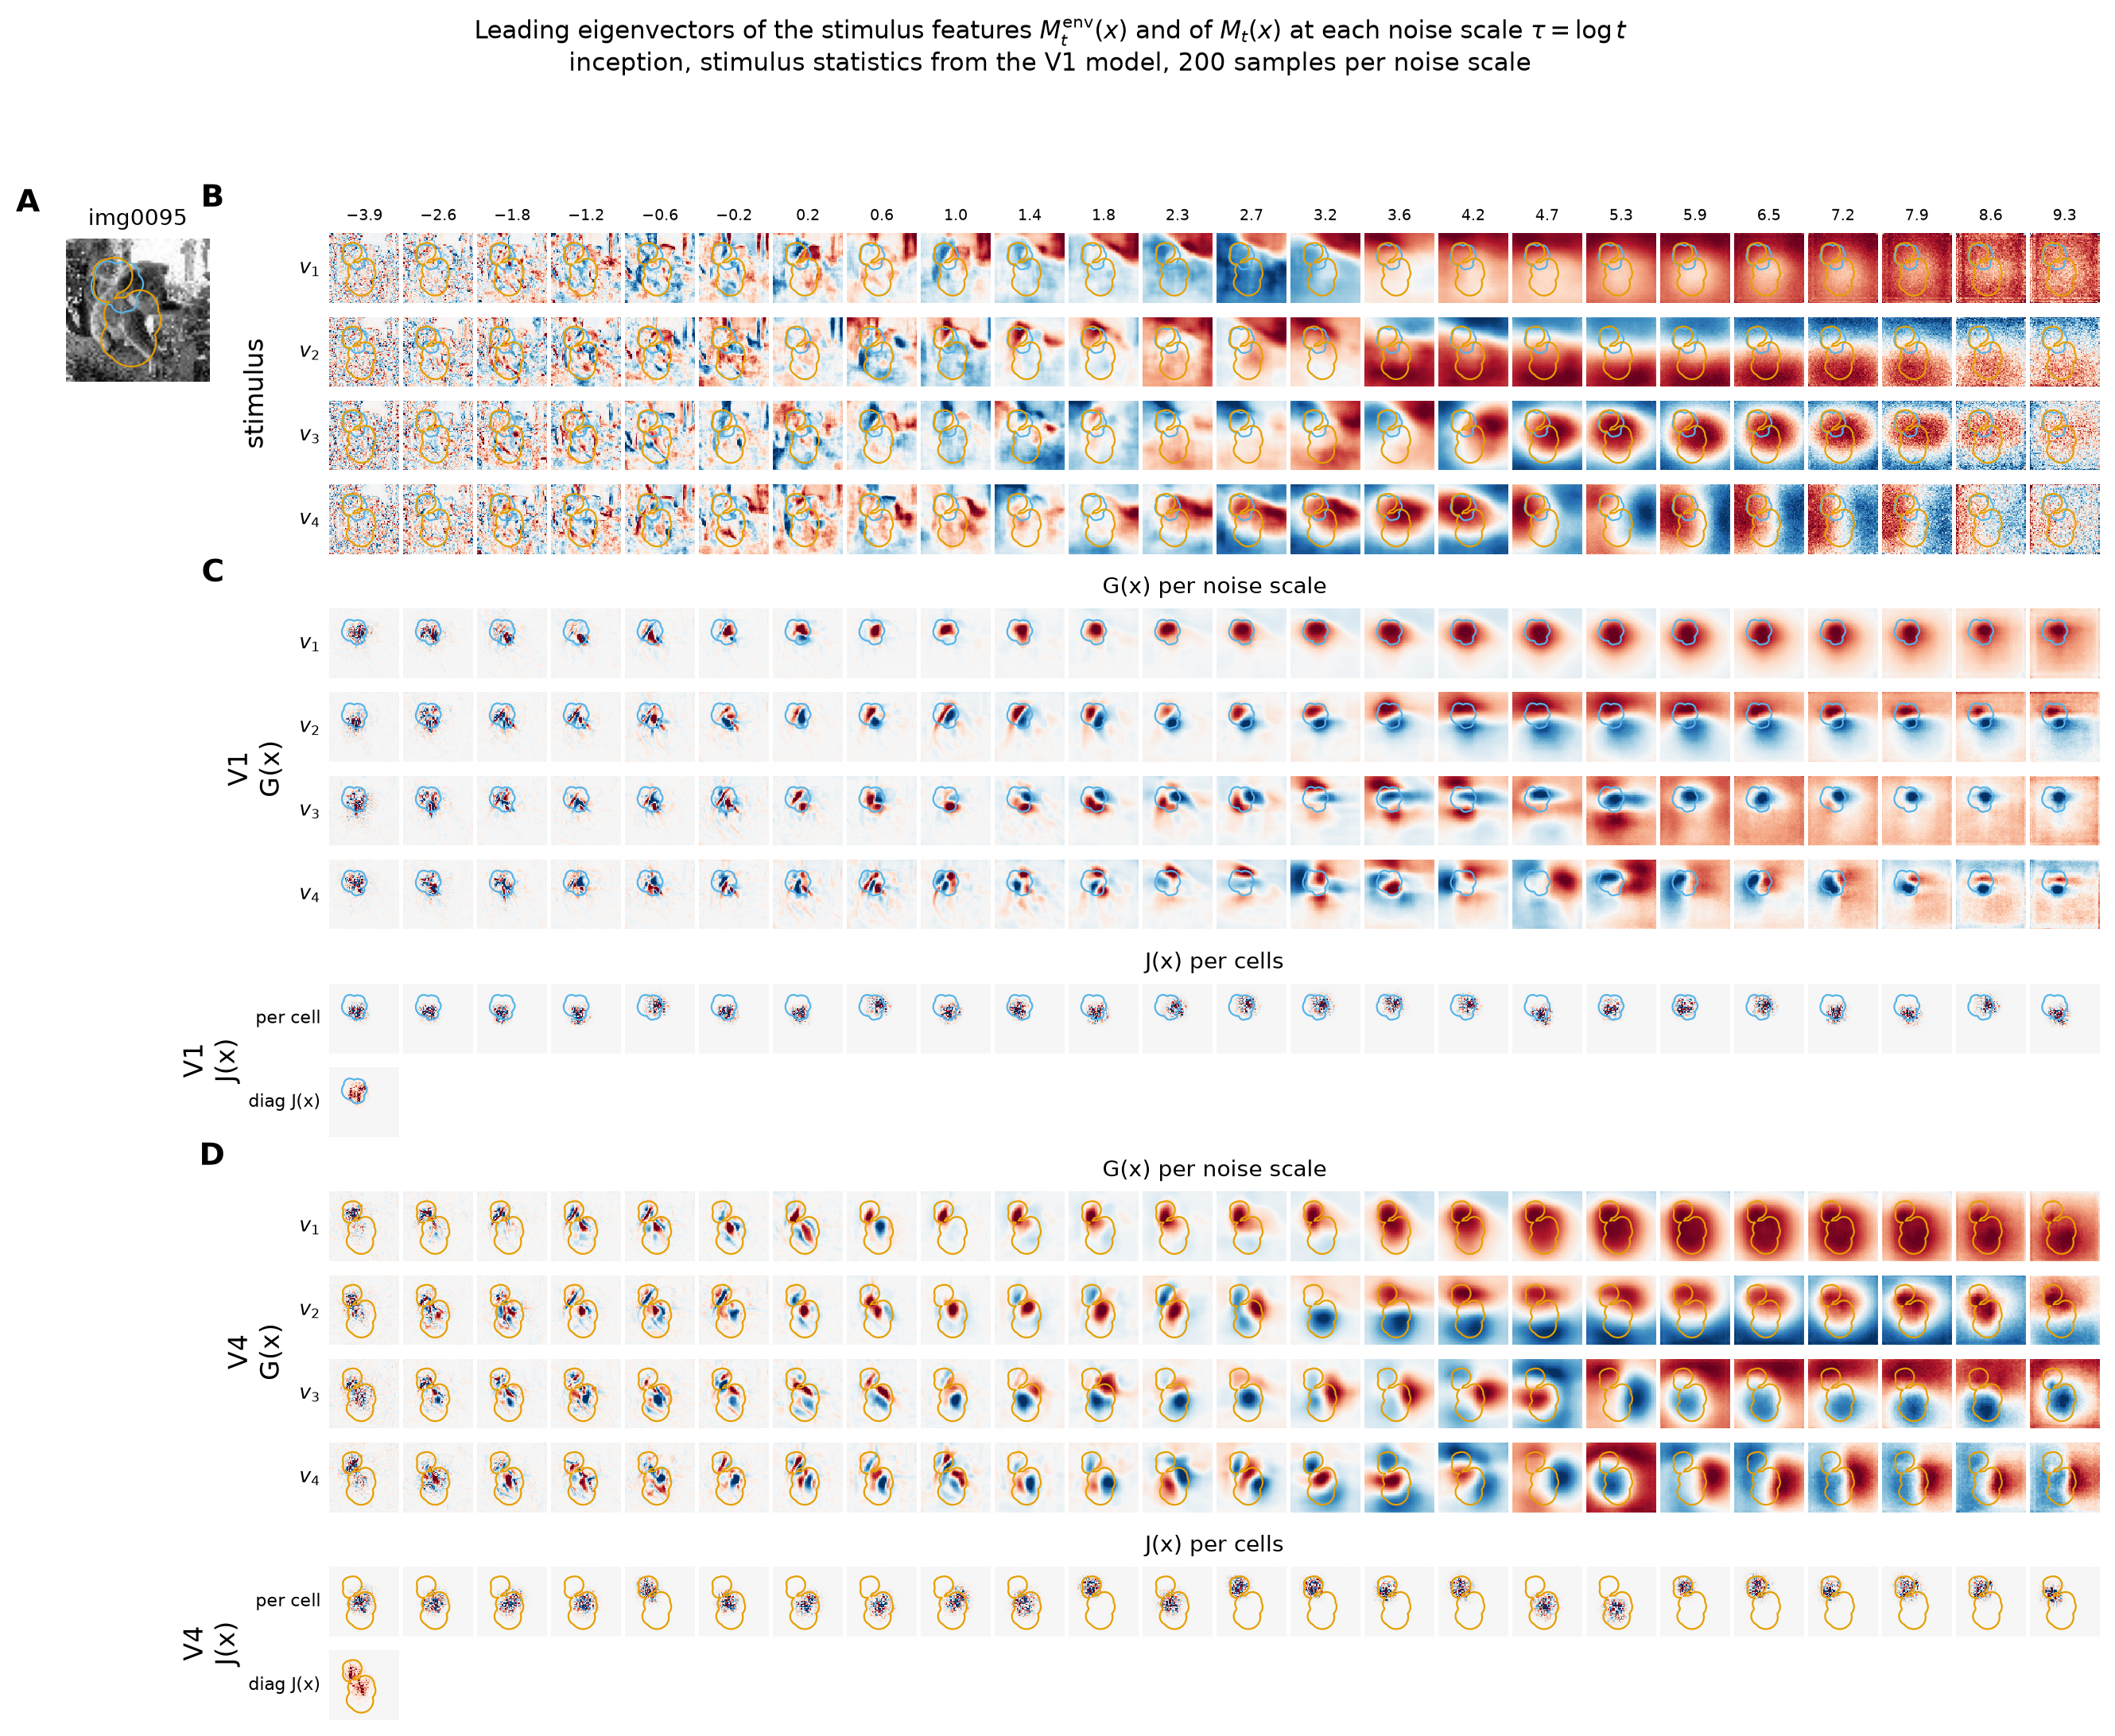 Leading eigenvectors of the stimulus features $M_t^{\mathrm{env}}(x)$ and of $M_t(x)$ at each noise scale $\tau = \log t$
inception, stimulus statistics from the V1 model, 200 samples per noise scale
A
img0095
B
−3.9 −2.6 −1.8 −1.2 −0.6 −0.2 0.2 0.6 1.0 1.4 1.8 2.3 2.7 3.2 3.6 4.2 4.7 5.3 5.9 6.5 7.2 7.9 8.6 9.3
stimulus
v₁
v₂
v₃
v₄
C
G(x) per noise scale
V1
G(x)
v₁
v₂
v₃
v₄
J(x) per cells
V1
J(x)
per cell
diag J(x)
D
G(x) per noise scale
V4
G(x)
v₁
v₂
v₃
v₄
J(x) per cells
V4
J(x)
per cell
diag J(x)